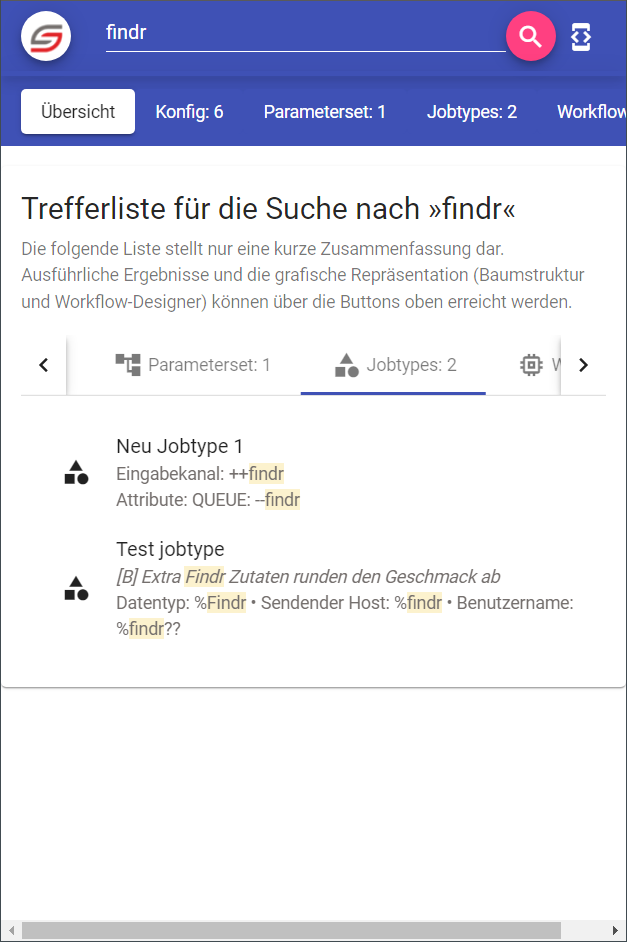 findr
Übersicht Konfig: 6 Parameterset: 1 Jobtypes: 2 Workflow
Trefferliste für die Suche nach »findr«
Die folgende Liste stellt nur eine kurze Zusammenfassung dar.
Ausführliche Ergebnisse und die grafische Repräsentation (Baumstruktur
und Workflow-Designer) können über die Buttons oben erreicht werden.
Parameterset: 1 Jobtypes: 2 W
Neu Jobtype 1
Eingabekanal: ++findr
Attribute: QUEUE: --findr
Test jobtype
[B] Extra Findr Zutaten runden den Geschmack ab
Datentyp: %Findr • Sendender Host: %findr • Benutzername:
%findr??